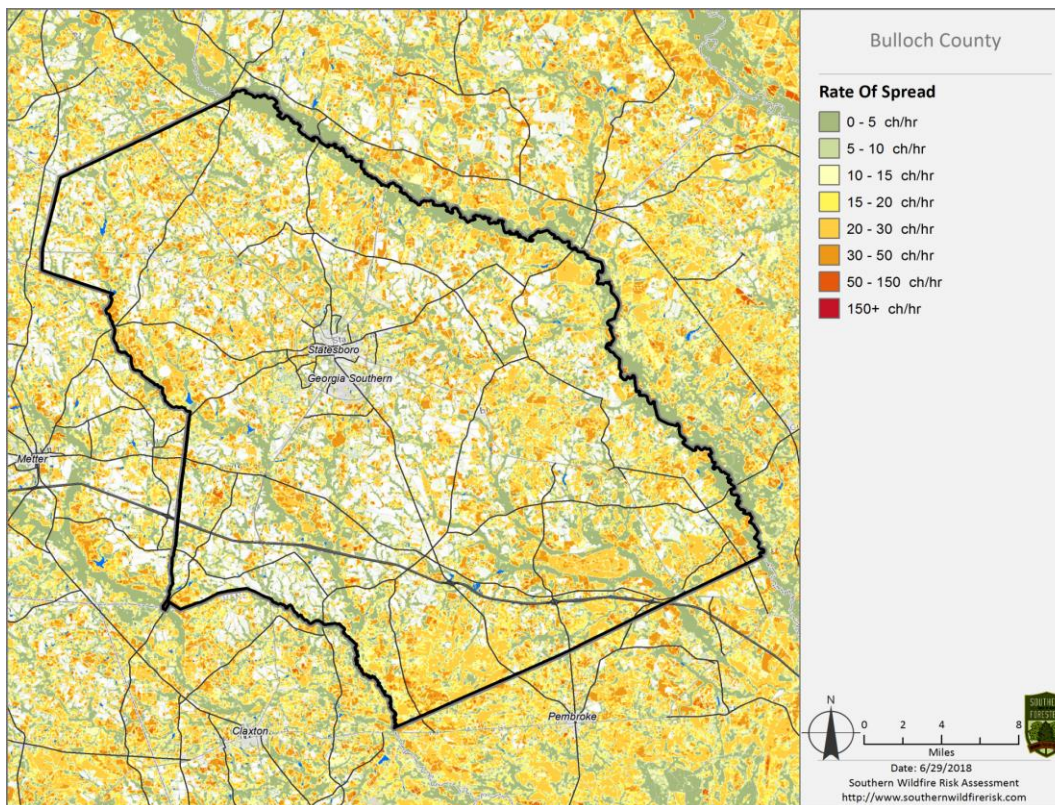 Bulloch County
Rate Of Spread
0 - 5 ch/hr
5 - 10 ch/hr
10 - 15 ch/hr
15 - 20 ch/hr
20 - 30 ch/hr
30 - 50 ch/hr
50 - 150 ch/hr
150+ ch/hr
Statesboro
Georgia Southern
Metter
Pembroke
Claxton
N
0 2 4 8
Miles
Date: 6/29/2018
Southern Wildfire Risk Assessment
http://www.southernwildfirerisk.com